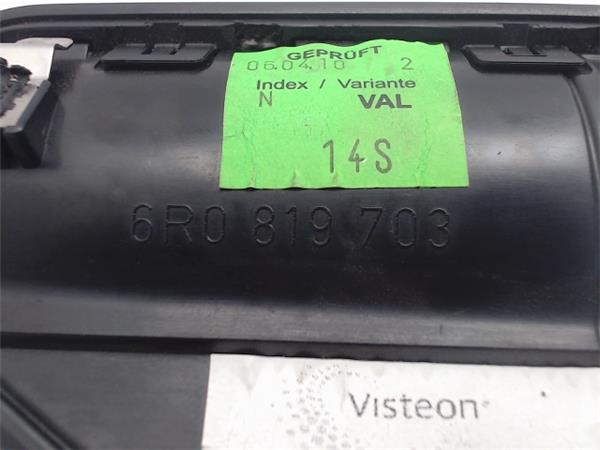 GEPRÜFT
06.04.10 2
Index / Variante
N VAL
14S
6R0 819 703
Visteon